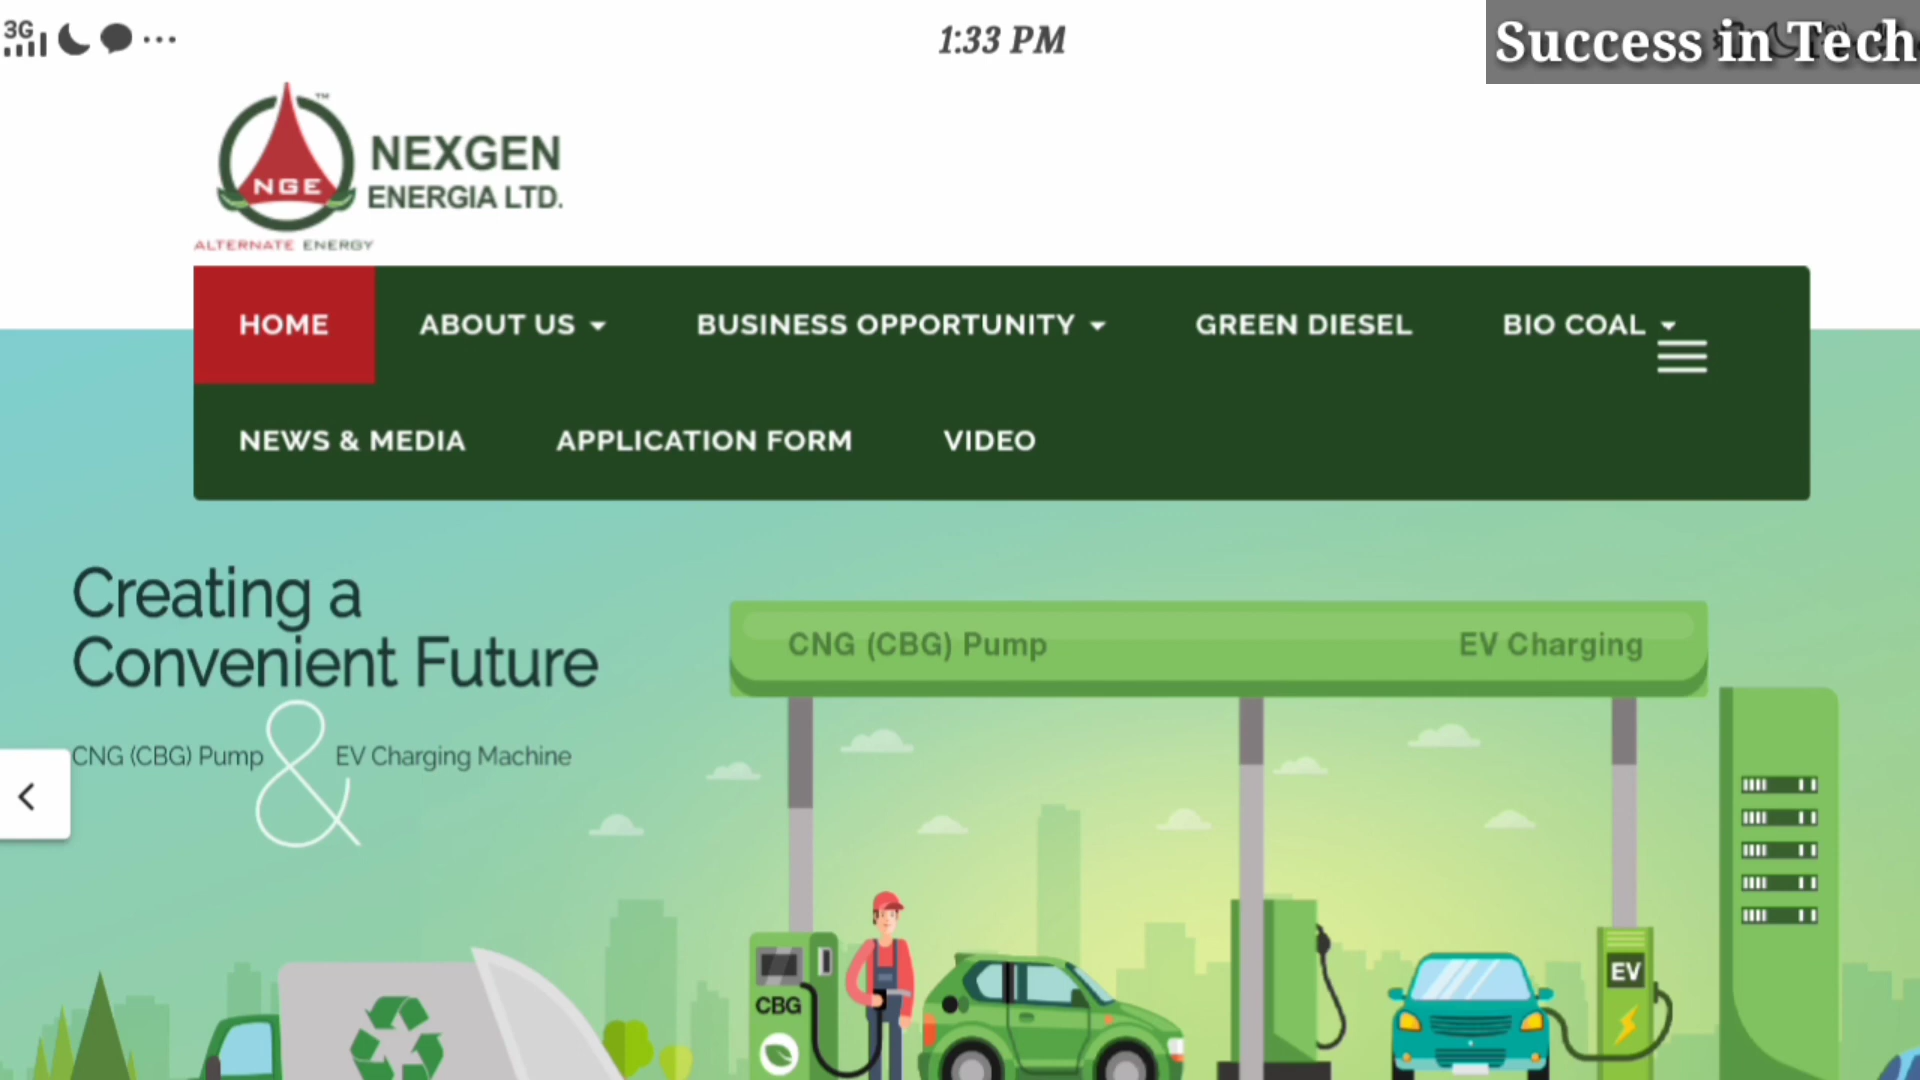 3G
1:33 PM
Success in Tech
TM
NGE
NEXGEN
ENERGIA LTD.
ALTERNATE ENERGY
HOME
ABOUT US
BUSINESS OPPORTUNITY
GREEN DIESEL
BIO COAL
NEWS & MEDIA
APPLICATION FORM
VIDEO
Creating a
Convenient Future
CNG (CBG) Pump & EV Charging Machine
CNG (CBG) Pump
EV Charging
CBG
EV